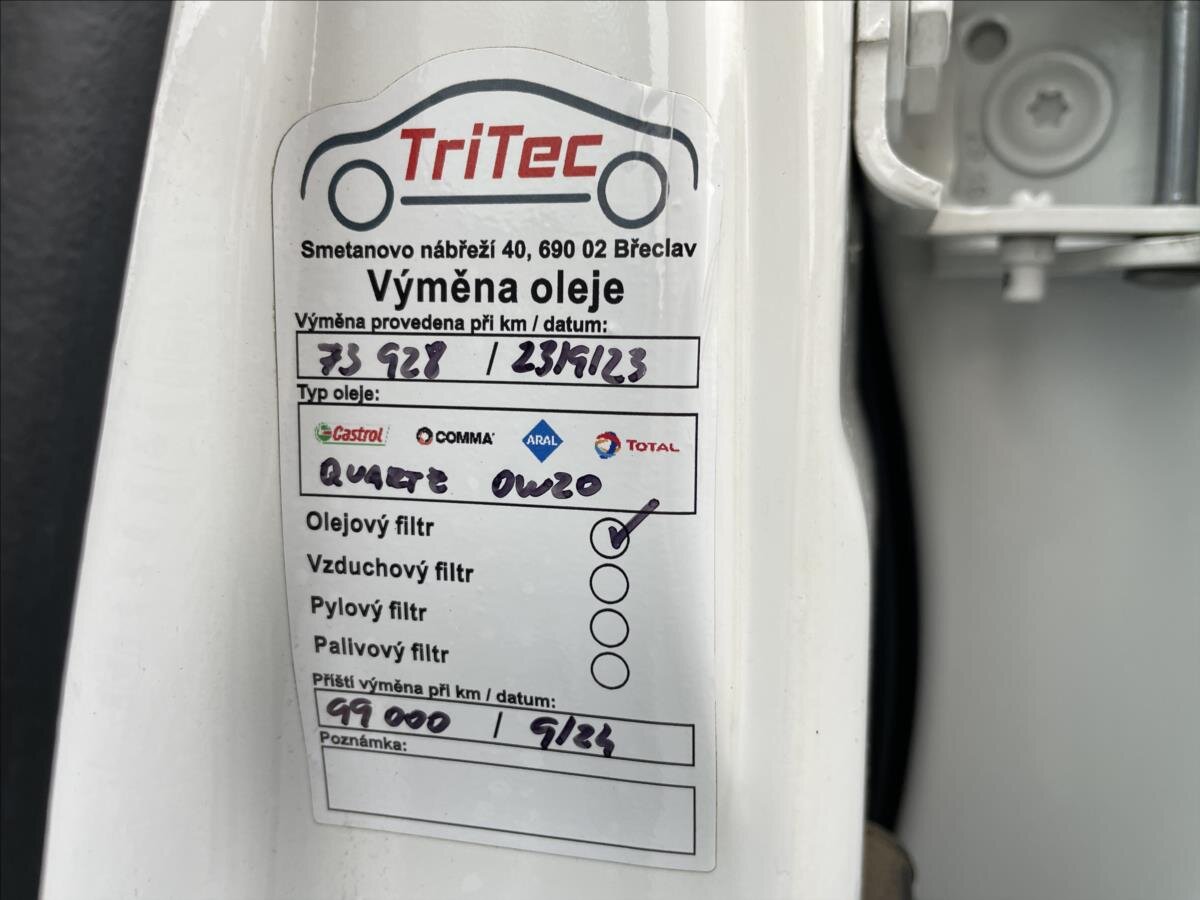 TriTec
Smetanovo nábřeží 40, 690 02 Břeclav
Výměna oleje
Výměna provedena při km / datum:
73 928 / 23/9/23
Typ oleje:
Castrol COMMA ARAL TOTAL
QUARTZ 0W20
Olejový filtr
Vzduchový filtr
Pylový filtr
Palivový filtr
Příští výměna při km / datum:
99 000 / 9/24
Poznámka: